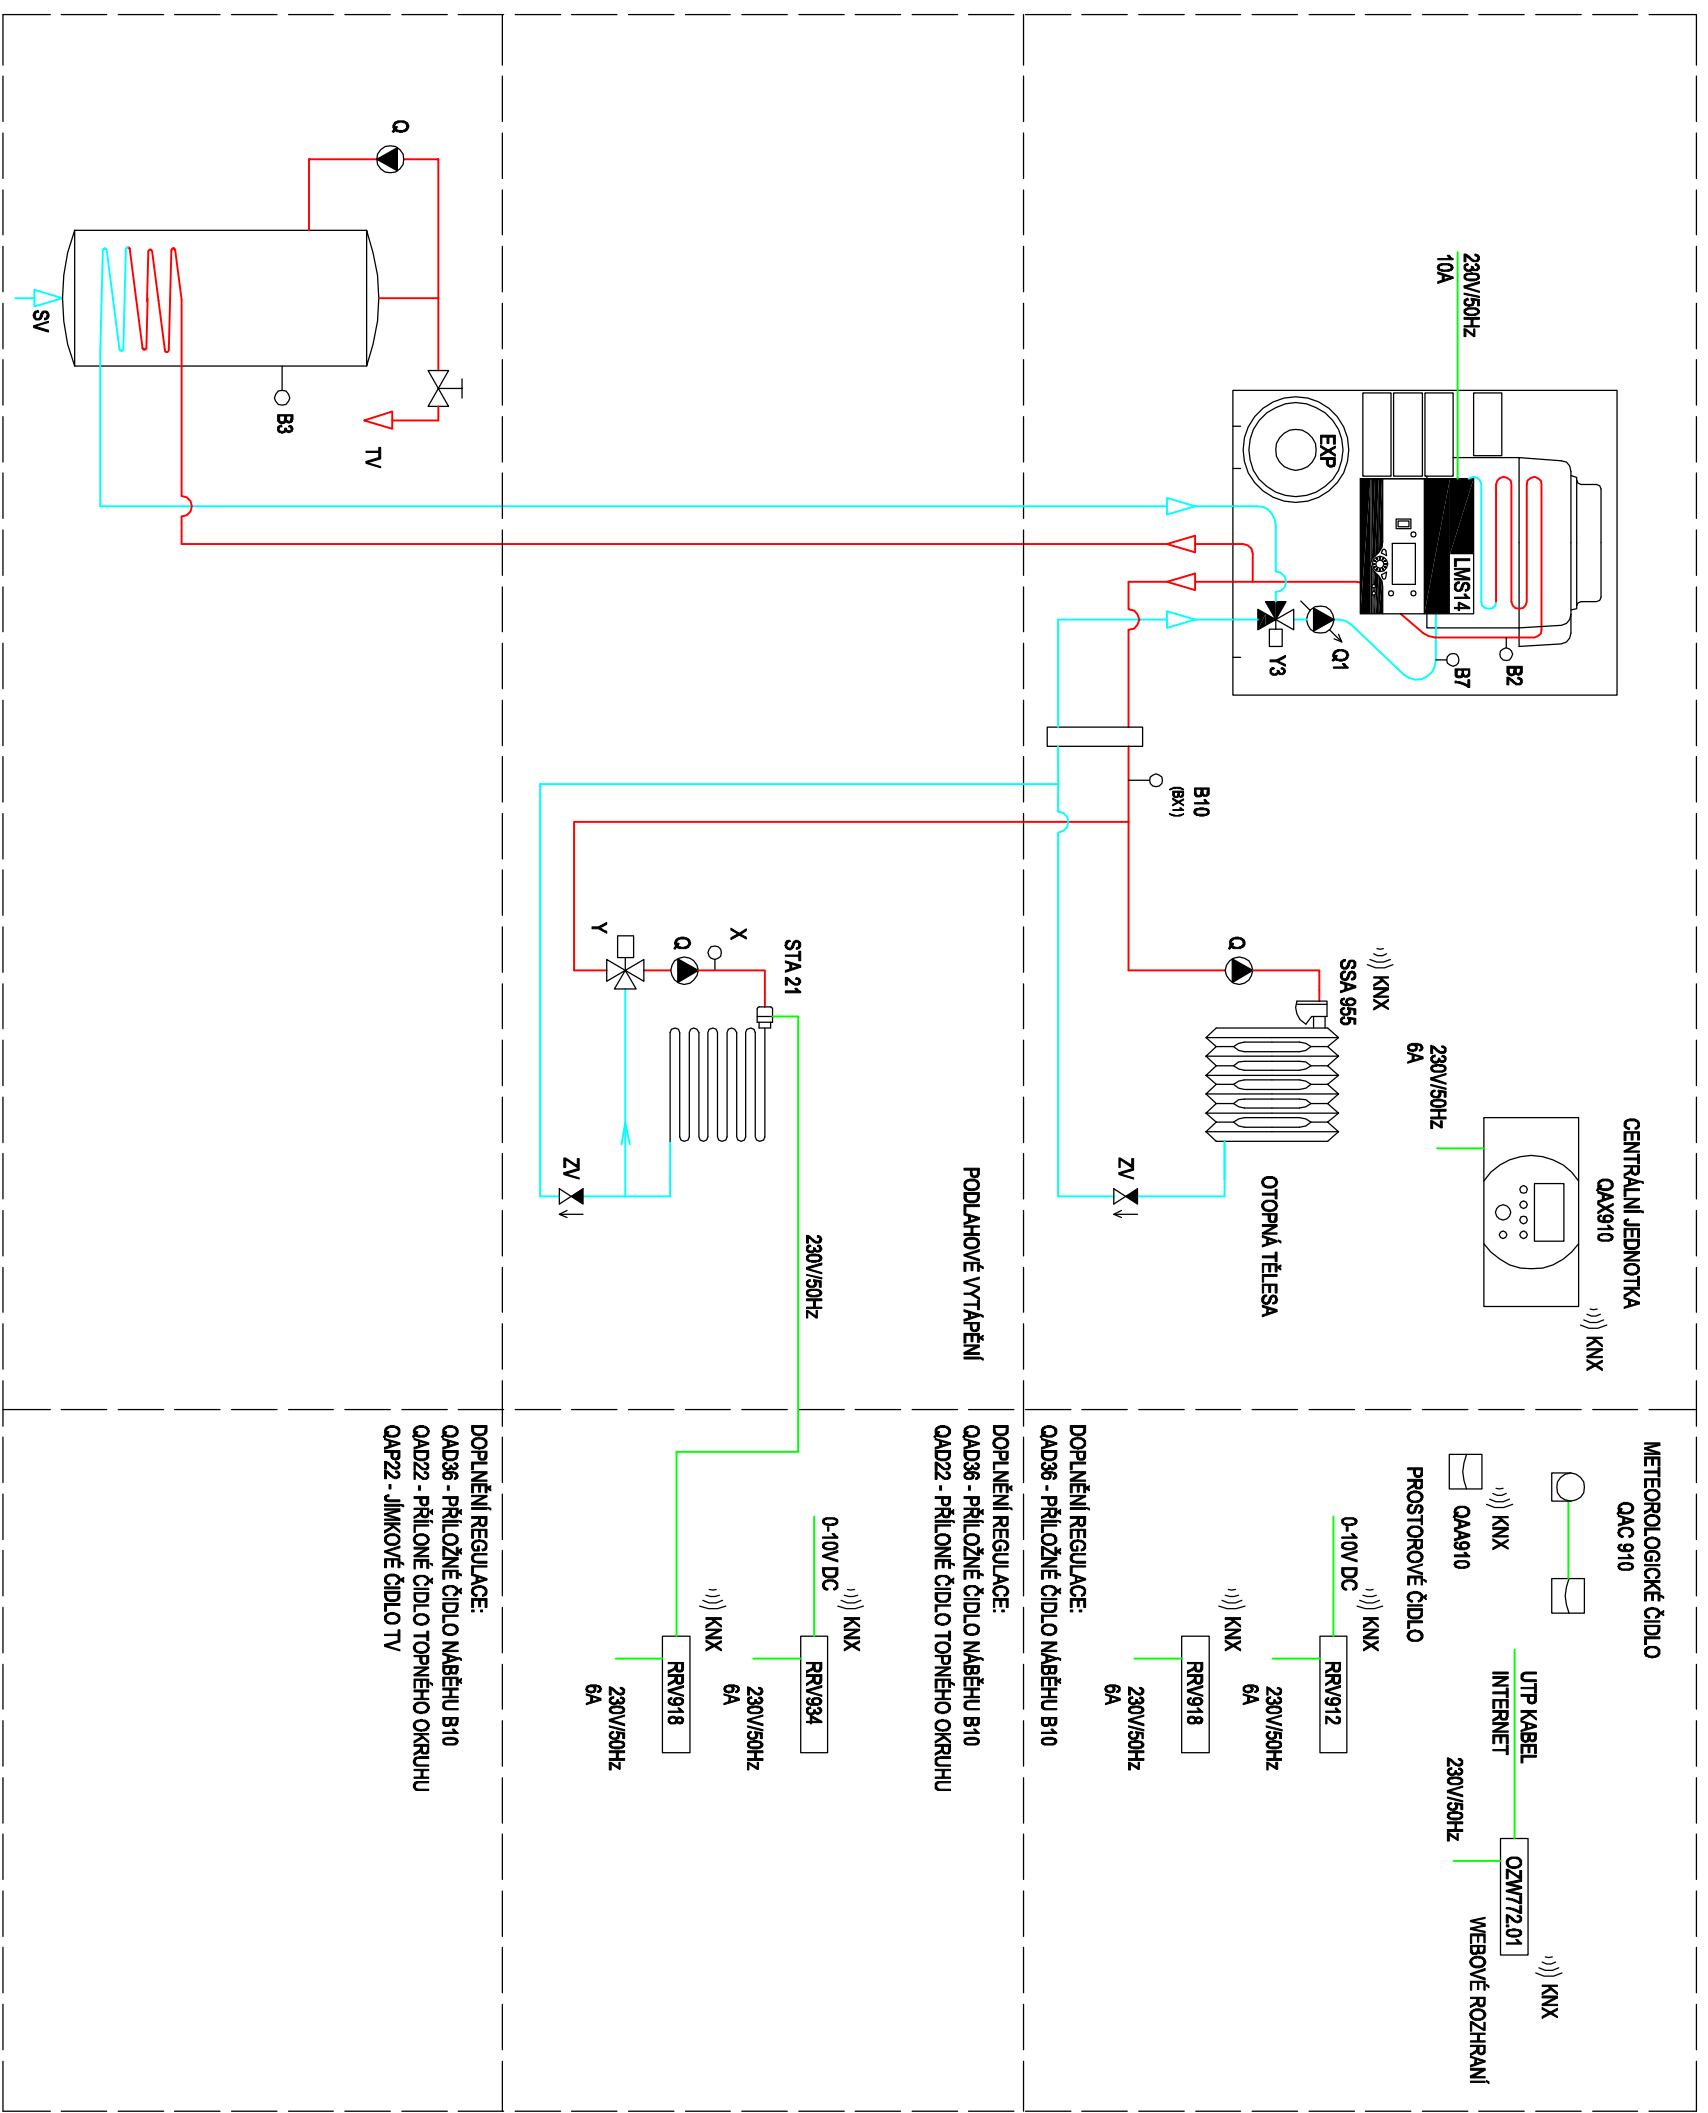 230V/50Hz
10A
EXP
LMS14
B2
B7
Q1
Y3
B10
(BX1)
CENTRÁLNÍ JEDNOTKA
QAX910
KNX
230V/50Hz
6A
KNX
SSA 955
Q
OTOPNÁ TĚLESA
ZV
METEOROLOGICKÉ ČIDLO
QAC 910
KNX
QAA910
PROSTOROVÉ ČIDLO
UTP KABEL
INTERNET
230V/50Hz
OZW772.01
KNX
WEBOVÉ ROZHRANÍ
0-10V DC
KNX
RRV912
230V/50Hz
6A
KNX
RRV918
230V/50Hz
6A
DOPLNĚNÍ REGULACE:
QAD36 - PŘÍLOŽNÉ ČIDLO NÁBĚHU B10
PODLAHOVÉ VYTÁPĚNÍ
STA 21
X
Q
Y
ZV
230V/50Hz
DOPLNĚNÍ REGULACE:
QAD36 - PŘÍLOŽNÉ ČIDLO NÁBĚHU B10
QAD22 - PŘÍLONÉ ČIDLO TOPNÉHO OKRUHU
0-10V DC
KNX
RRV934
230V/50Hz
6A
KNX
RRV918
230V/50Hz
6A
Q
TV
B3
SV
DOPLNĚNÍ REGULACE:
QAD36 - PŘÍLOŽNÉ ČIDLO NÁBĚHU B10
QAD22 - PŘÍLONÉ ČIDLO TOPNÉHO OKRUHU
QAP22 - JÍMKOVÉ ČIDLO TV